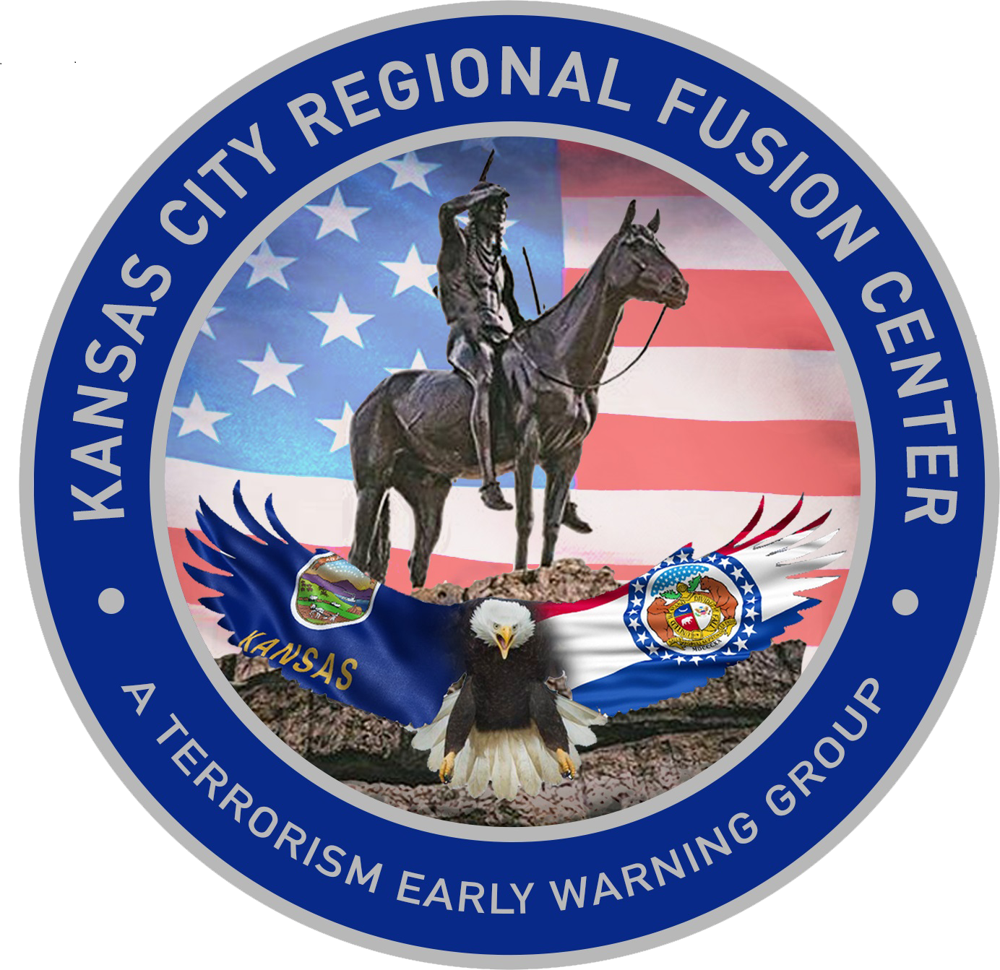 KANSAS CITY REGIONAL FUSION CENTER
KANSAS
A TERRORISM EARLY WARNING GROUP